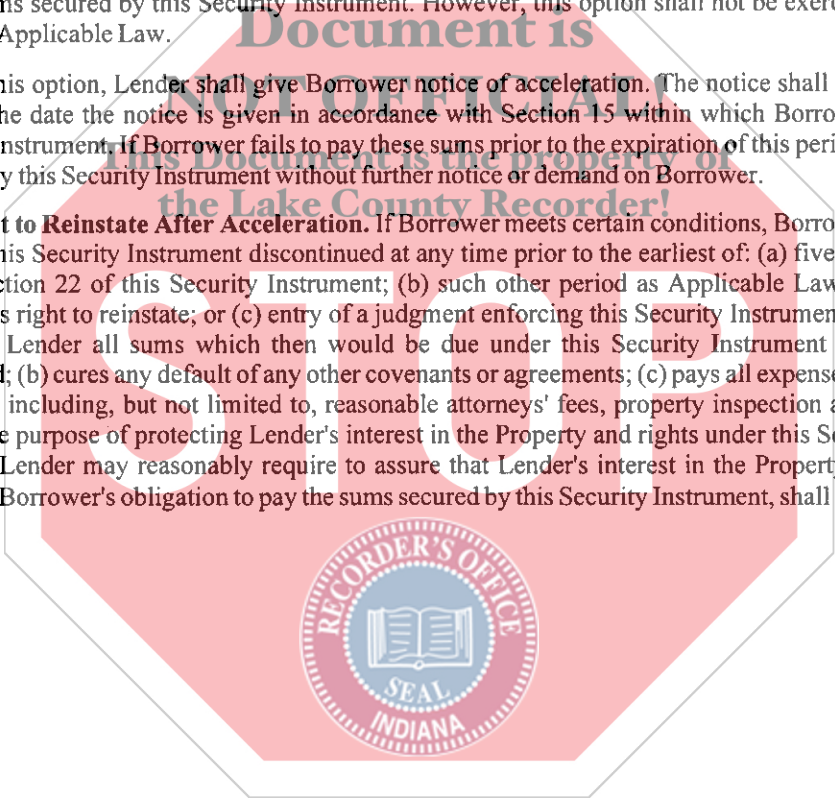 ns secured by this Security Instrument. However, this option shall not be exerc
Applicable Law.
Document is
NOT OFFICIAL!
This Document is the property of
the Lake County Recorder!
is option, Lender shall give Borrower notice of acceleration. The notice shall
he date the notice is given in accordance with Section 15 within which Borro
nstrument. If Borrower fails to pay these sums prior to the expiration of this peri
y this Security Instrument without further notice or demand on Borrower.
t to Reinstate After Acceleration. If Borrower meets certain conditions, Borro
is Security Instrument discontinued at any time prior to the earliest of: (a) five
ction 22 of this Security Instrument; (b) such other period as Applicable Law
s right to reinstate; or (c) entry of a judgment enforcing this Security Instrumen
Lender all sums which then would be due under this Security Instrument
; (b) cures any default of any other covenants or agreements; (c) pays all expense
including, but not limited to, reasonable attorneys' fees, property inspection a
e purpose of protecting Lender's interest in the Property and rights under this Se
Lender may reasonably require to assure that Lender's interest in the Propert
Borrower's obligation to pay the sums secured by this Security Instrument, shall
STOP
RECORDER'S OFFICE
SEAL
INDIANA